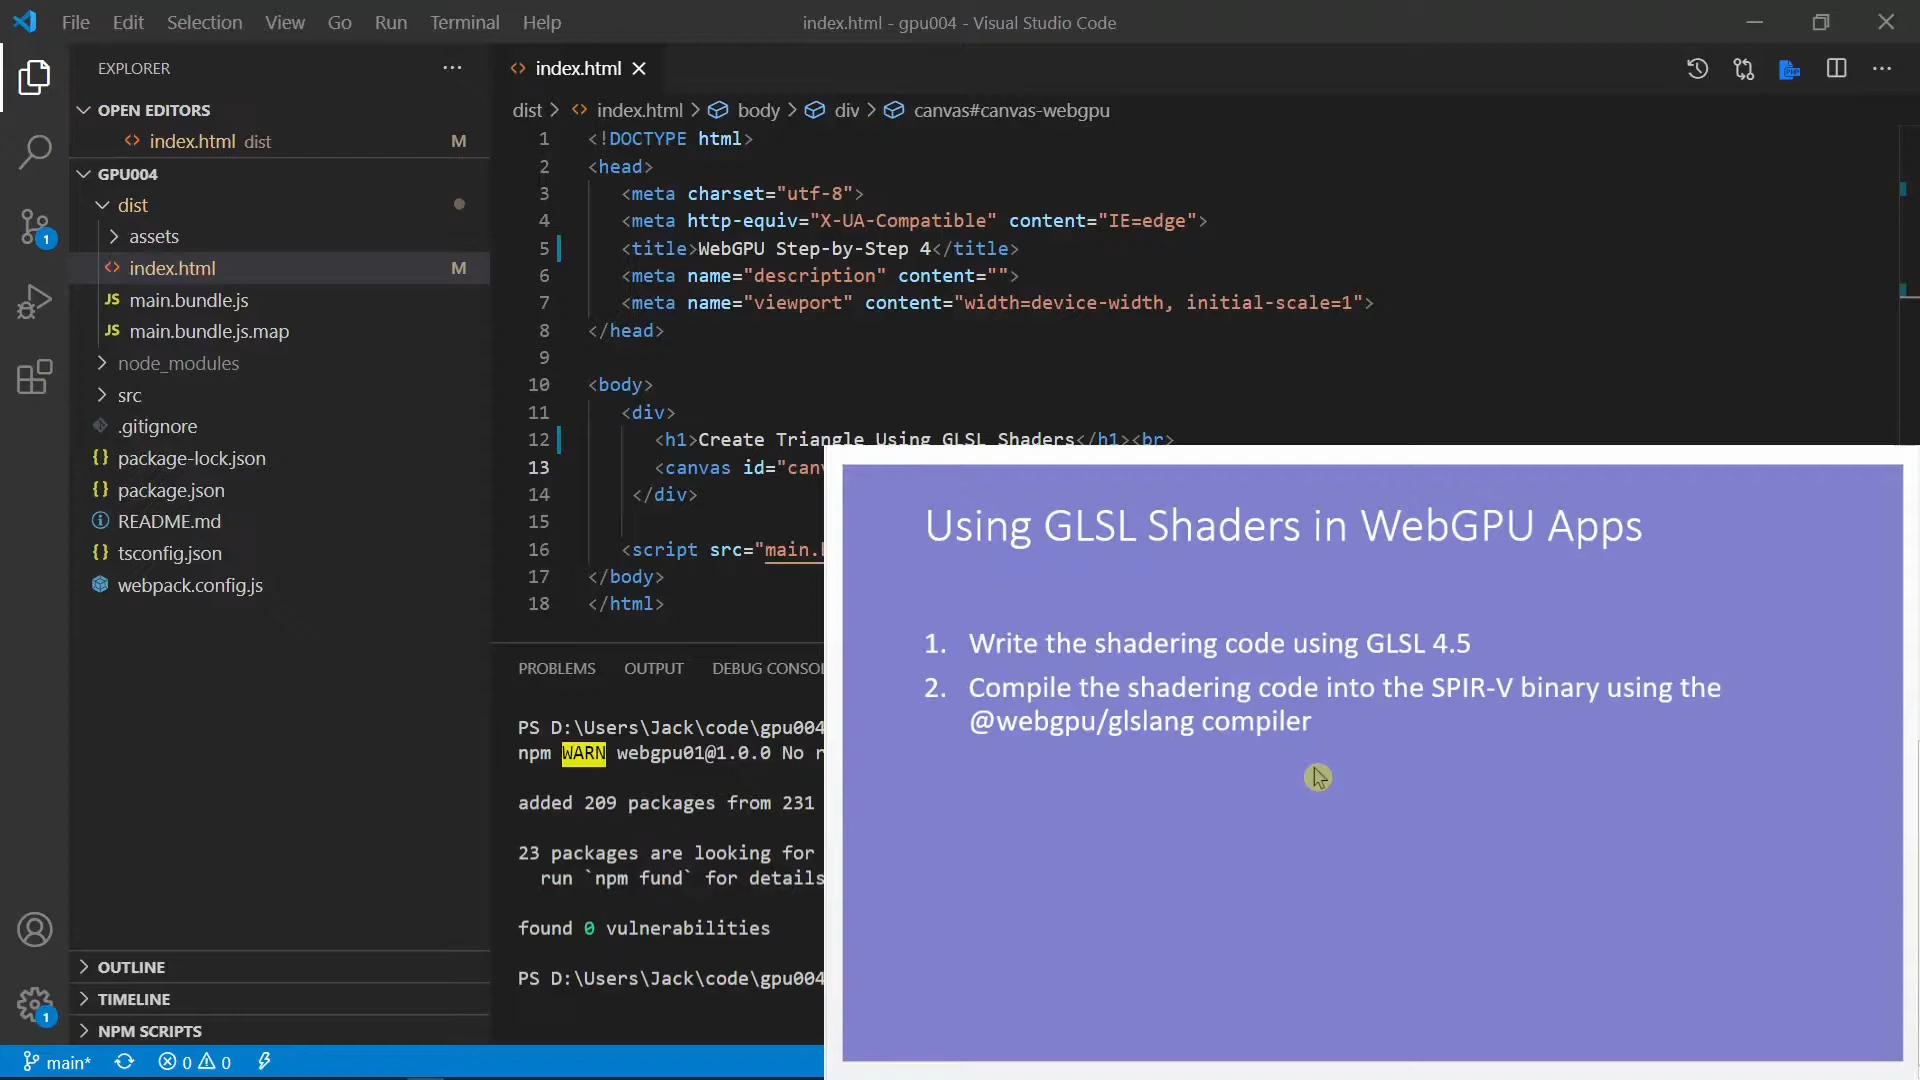 File Edit Selection View Go Run Terminal Help
index.html - gpu004 - Visual Studio Code
EXPLORER
OPEN EDITORS
index.html dist M
GPU004
dist
assets
index.html M
main.bundle.js
main.bundle.js.map
node_modules
src
.gitignore
package-lock.json
package.json
README.md
tsconfig.json
webpack.config.js
OUTLINE
TIMELINE
NPM SCRIPTS
1
1
index.html
dist > index.html > body > div > canvas#canvas-webgpu
1 <!DOCTYPE html>
2 <head>
3 <meta charset="utf-8">
4 <meta http-equiv="X-UA-Compatible" content="IE=edge">
5 <title>WebGPU Step-by-Step 4</title>
6 <meta name="description" content="">
7 <meta name="viewport" content="width=device-width, initial-scale=1">
8 </head>
9
10 <body>
11 <div>
12 <h1>Create Triangle Using GLSL Shaders</h1><br>
13 <canvas id="canv
14 </div>
15
16 <script src="main.b
17 </body>
18 </html>
PROBLEMS OUTPUT DEBUG CONSOL
PS D:\Users\Jack\code\gpu004
npm WARN webgpu01@1.0.0 No r
added 209 packages from 231
23 packages are looking for
run `npm fund` for details
found 0 vulnerabilities
PS D:\Users\Jack\code\gpu004
Using GLSL Shaders in WebGPU Apps
1. Write the shadering code using GLSL 4.5
2. Compile the shadering code into the SPIR-V binary using the
@webgpu/glslang compiler
main* 0 0